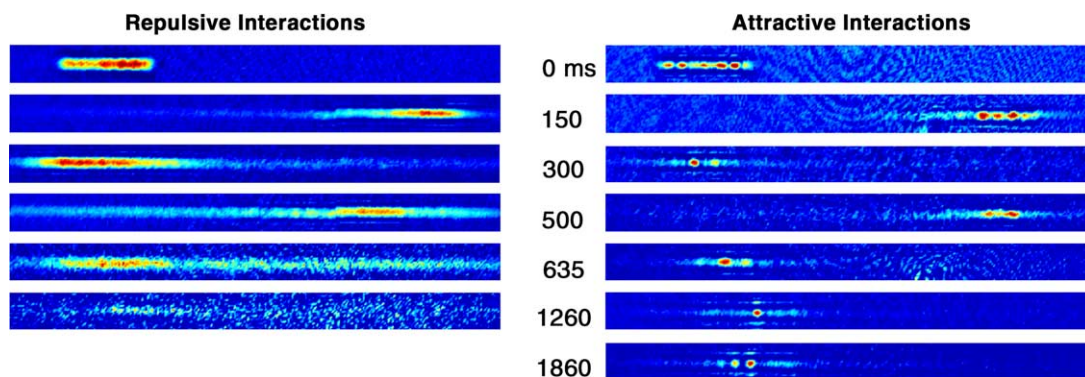 Repulsive Interactions
Attractive Interactions
0 ms
150
300
500
635
1260
1860